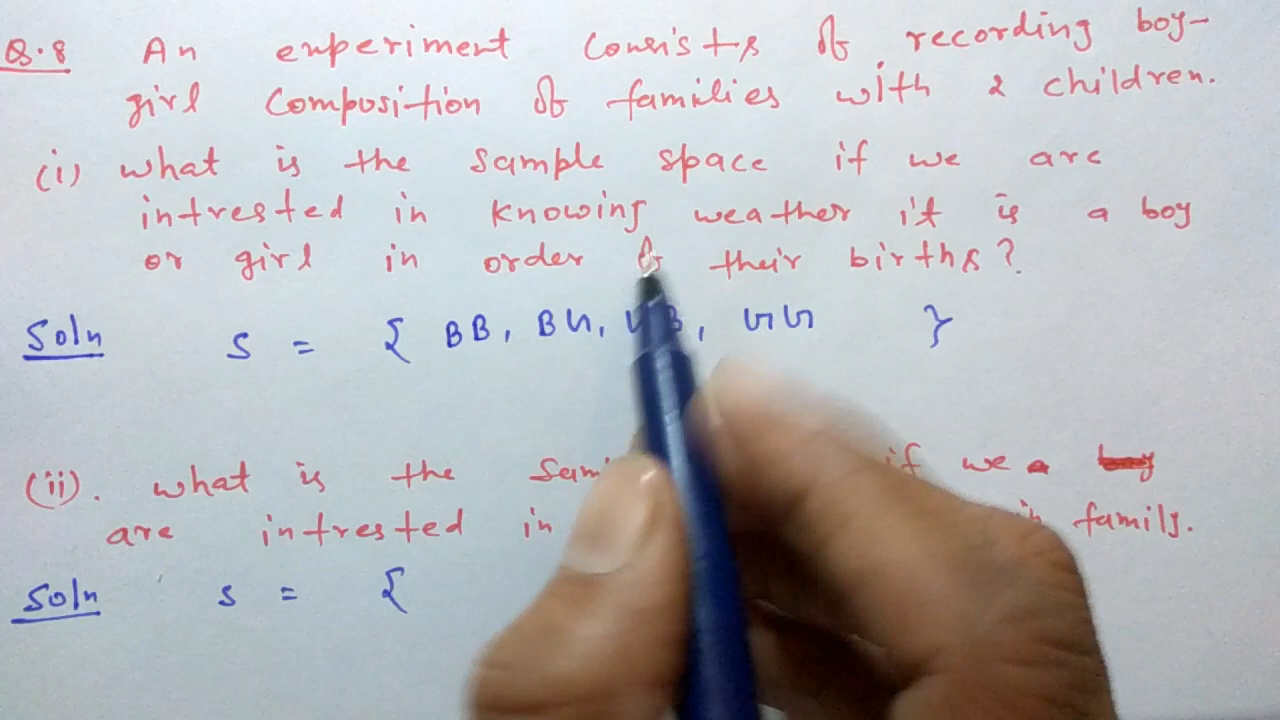 Q.8 An experiment consists of recording boy-
girl composition of families with 2 children.
(i) what is the sample space if we are
intrested in knowing weather it is a boy
or girl in order of their births?
Soln S = { BB, BG, GB, GG }
(ii). what is the if we a
are intrested in in family.
Soln S = {